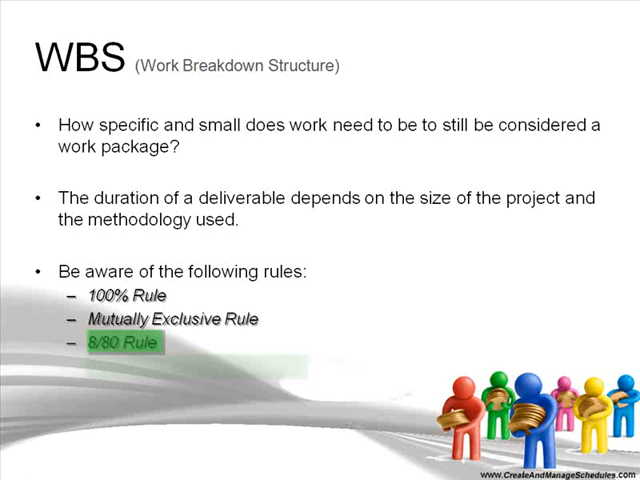 WBS (Work Breakdown Structure)
• How specific and small does work need to be to still be considered a
work package?
• The duration of a deliverable depends on the size of the project and
the methodology used.
• Be aware of the following rules:
– 100% Rule
– Mutually Exclusive Rule
– 8/80 Rule
www.CreateAndManageSchedules.com